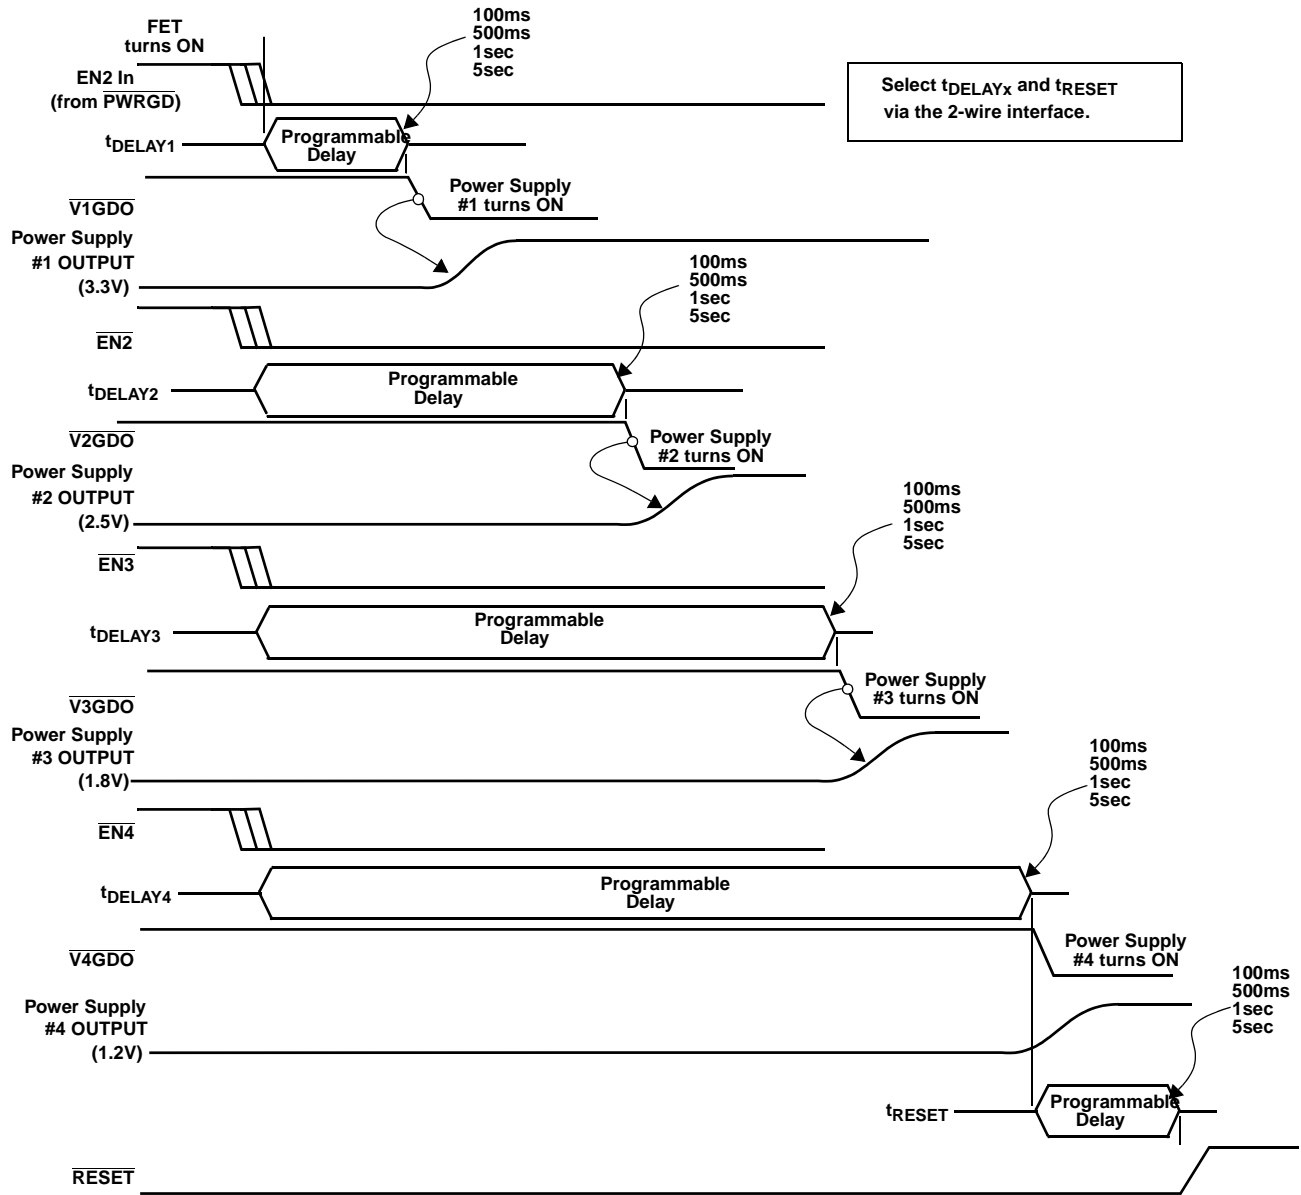 FET
turns ON
100ms
500ms
1sec
5sec
EN2 In
(from PWRGD)
Select tDELAYx and tRESET
via the 2-wire interface.
tDELAY1
Programmable
Delay
V1GDO
Power Supply
#1 turns ON
Power Supply
#1 OUTPUT
(3.3V)
100ms
500ms
1sec
5sec
EN2
tDELAY2
Programmable
Delay
V2GDO
Power Supply
#2 turns ON
Power Supply
#2 OUTPUT
(2.5V)
100ms
500ms
1sec
5sec
EN3
tDELAY3
Programmable
Delay
V3GDO
Power Supply
#3 turns ON
Power Supply
#3 OUTPUT
(1.8V)
100ms
500ms
1sec
5sec
EN4
tDELAY4
Programmable
Delay
V4GDO
Power Supply
#4 turns ON
Power Supply
#4 OUTPUT
(1.2V)
100ms
500ms
1sec
5sec
tRESET
Programmable
Delay
RESET